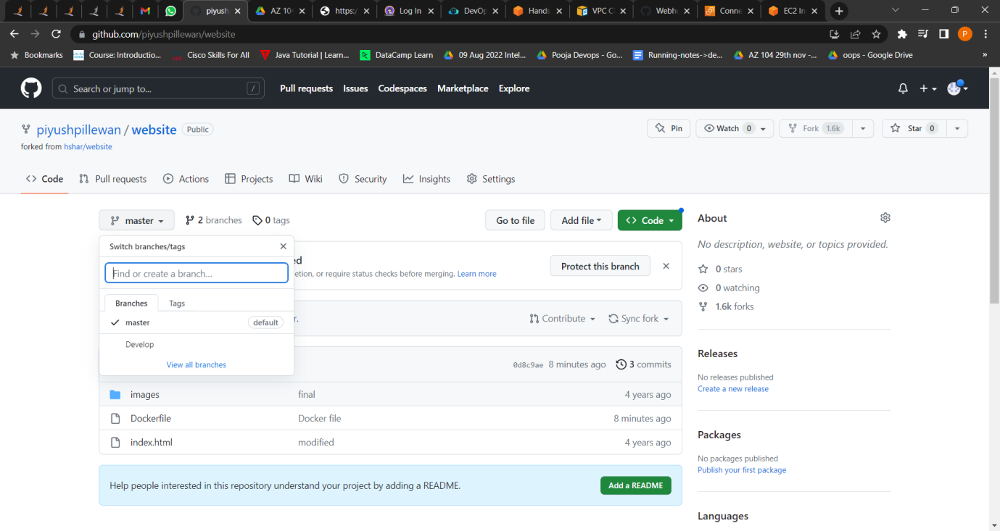 piyush
AZ 104
https:/
Log In
DevOp
Hands
VPC C
Webh
Conne
EC2 In
github.com/piyushpillewan/website
P
Bookmarks
Course: Introductio...
Cisco Skills For All
Java Tutorial | Learn...
DataCamp Learn
09 Aug 2022 Intel...
Pooja Devops - Go...
Running-notes->de...
AZ 104 29th nov -...
oops - Google Drive
»
Search or jump to... /
Pull requests Issues Codespaces Marketplace Explore
piyushpillewan / website Public
Pin Watch 0 Fork 1.6k Star 0
forked from hshar/website
Code Pull requests Actions Projects Wiki Security Insights Settings
master 2 branches 0 tags Go to file Add file Code
Switch branches/tags
Find or create a branch...
Branches Tags
master default
Develop
View all branches
ed
etion, or require status checks before merging. Learn more
Protect this branch
r. Contribute Sync fork
0d8c9ae 8 minutes ago 3 commits
images final 4 years ago
Dockerfile Docker file 8 minutes ago
index.html modified 4 years ago
Help people interested in this repository understand your project by adding a README. Add a README
About
No description, website, or topics provided.
0 stars
0 watching
1.6k forks
Releases
No releases published
Create a new release
Packages
No packages published
Publish your first package
Languages